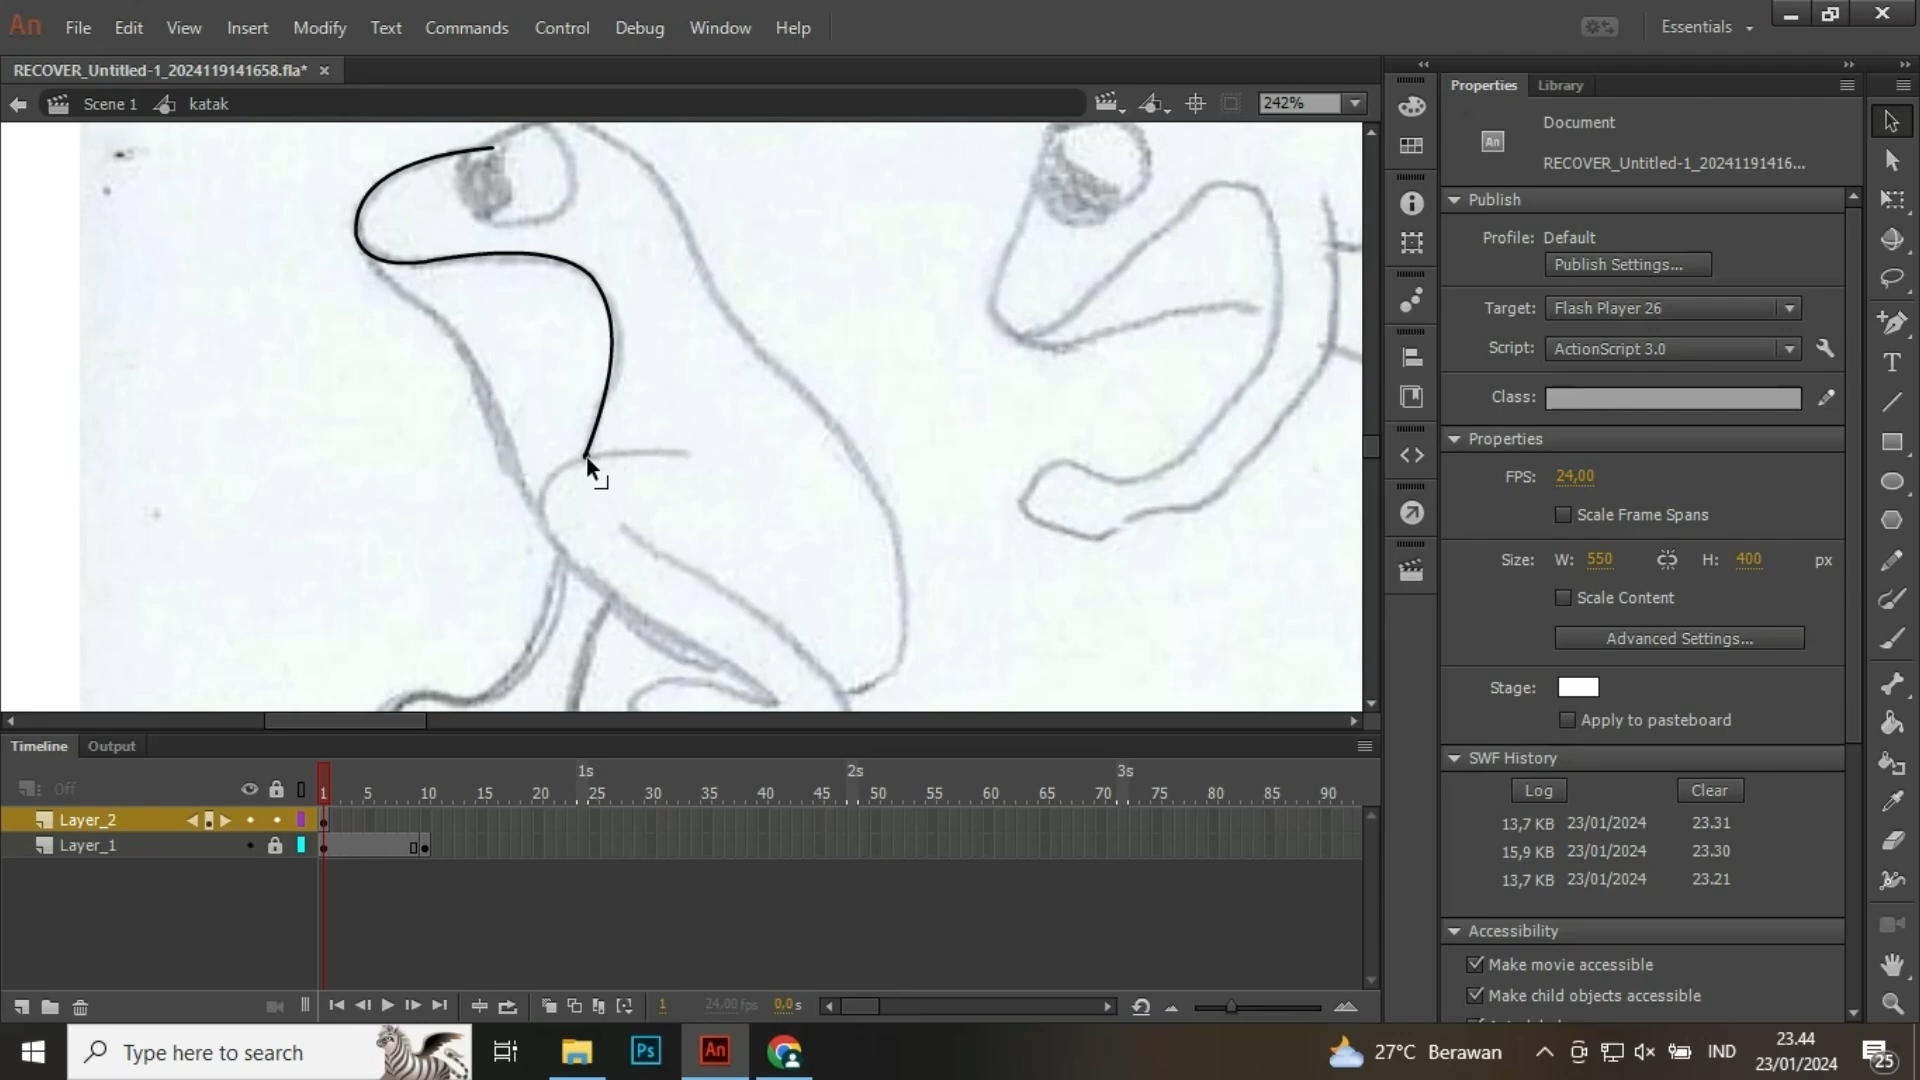 An File Edit View Insert Modify Text Commands Control Debug Window Help Essentials
RECOVER_Untitled-1_2024119141658.fla* ×
Scene 1 katak 242%
Properties Library
Document
An
RECOVER_Untitled-1_20241191416...
Publish
Profile: Default
Publish Settings...
Target: Flash Player 26
Script: ActionScript 3.0
Class:
Properties
FPS: 24,00
Scale Frame Spans
Size: W: 550 H: 400 px
Scale Content
Advanced Settings...
Stage:
Apply to pasteboard
SWF History
Log Clear
13,7 KB 23/01/2024 23.31
15,9 KB 23/01/2024 23.30
13,7 KB 23/01/2024 23.21
Accessibility
Make movie accessible
Make child objects accessible
Timeline Output
1s 2s 3s
Off 1 5 10 15 20 25 30 35 40 45 50 55 60 65 70 75 80 85 90
Layer_2
Layer_1
1 24,00 fps 0,0 s
Type here to search Ps An 27°C Berawan IND 23.44
23/01/2024 25